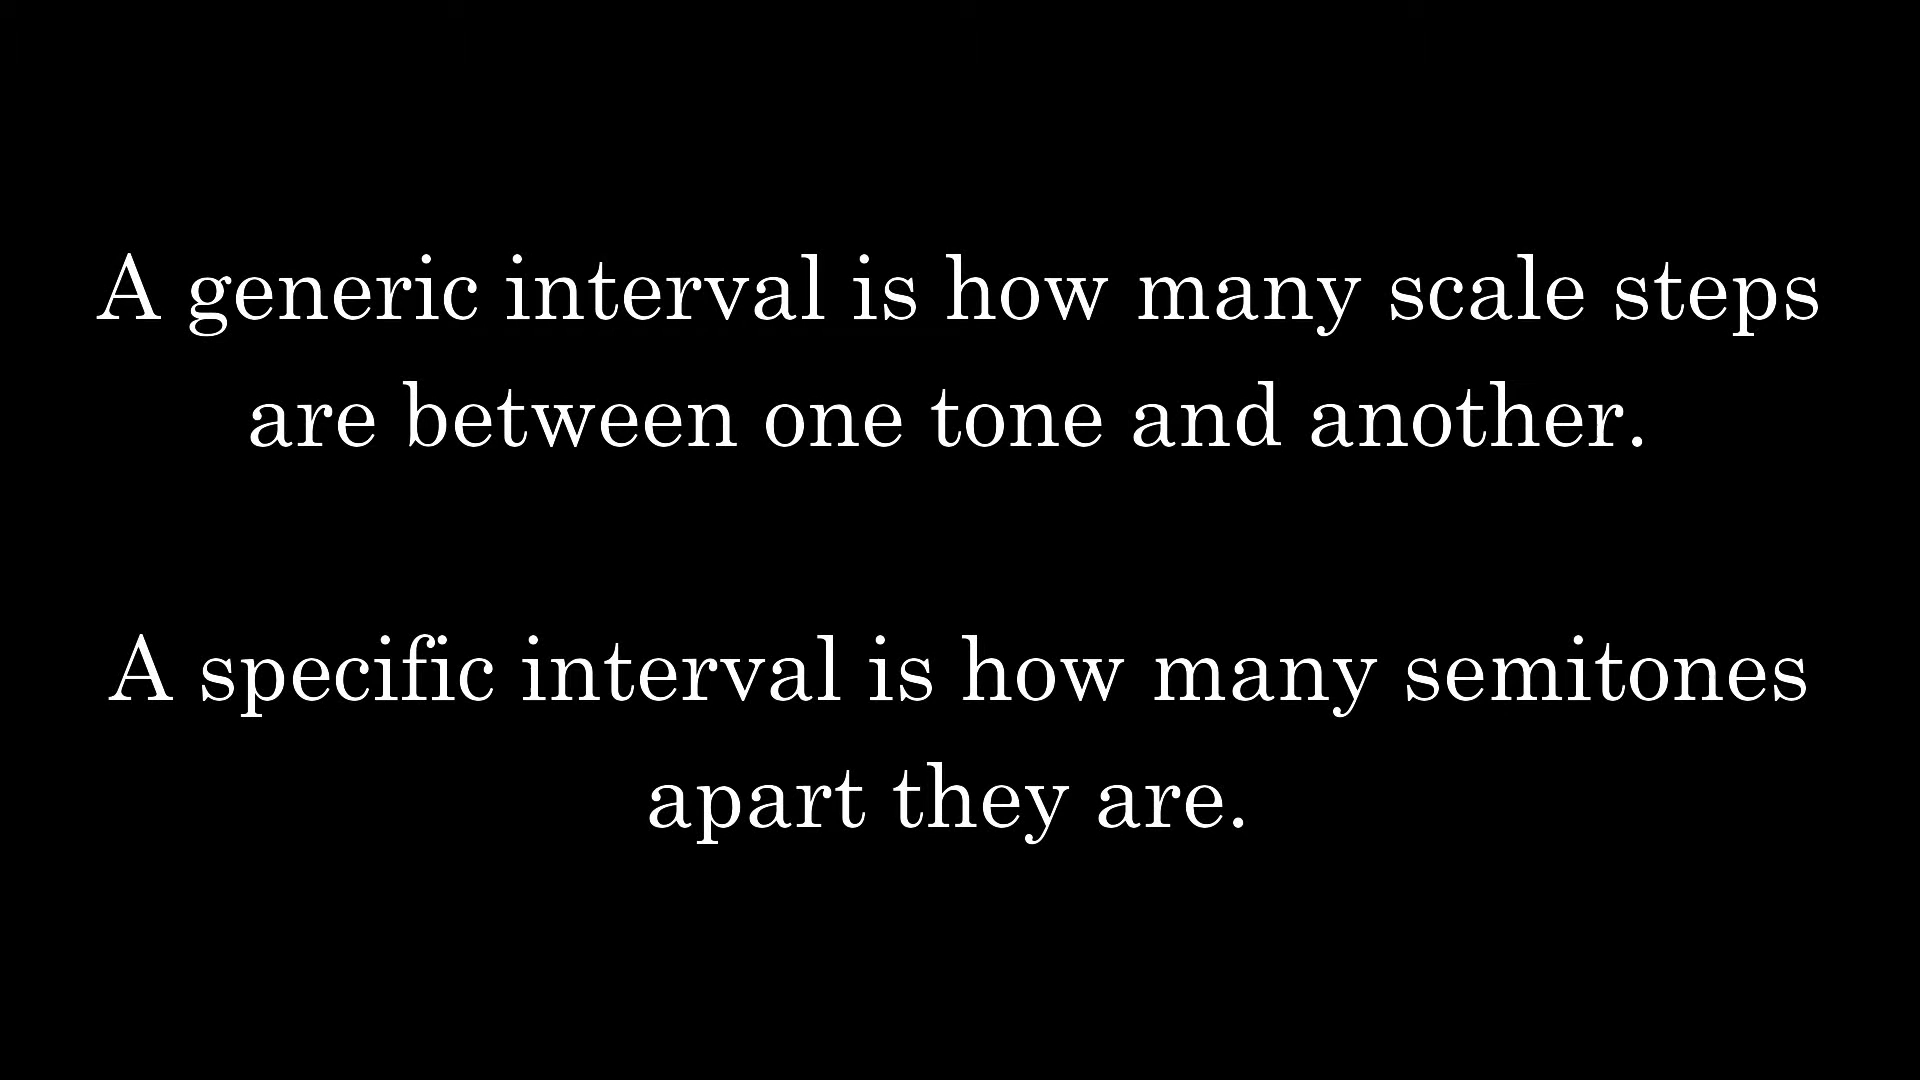 A generic interval is how many scale steps
are between one tone and another.
A specific interval is how many semitones
apart they are.